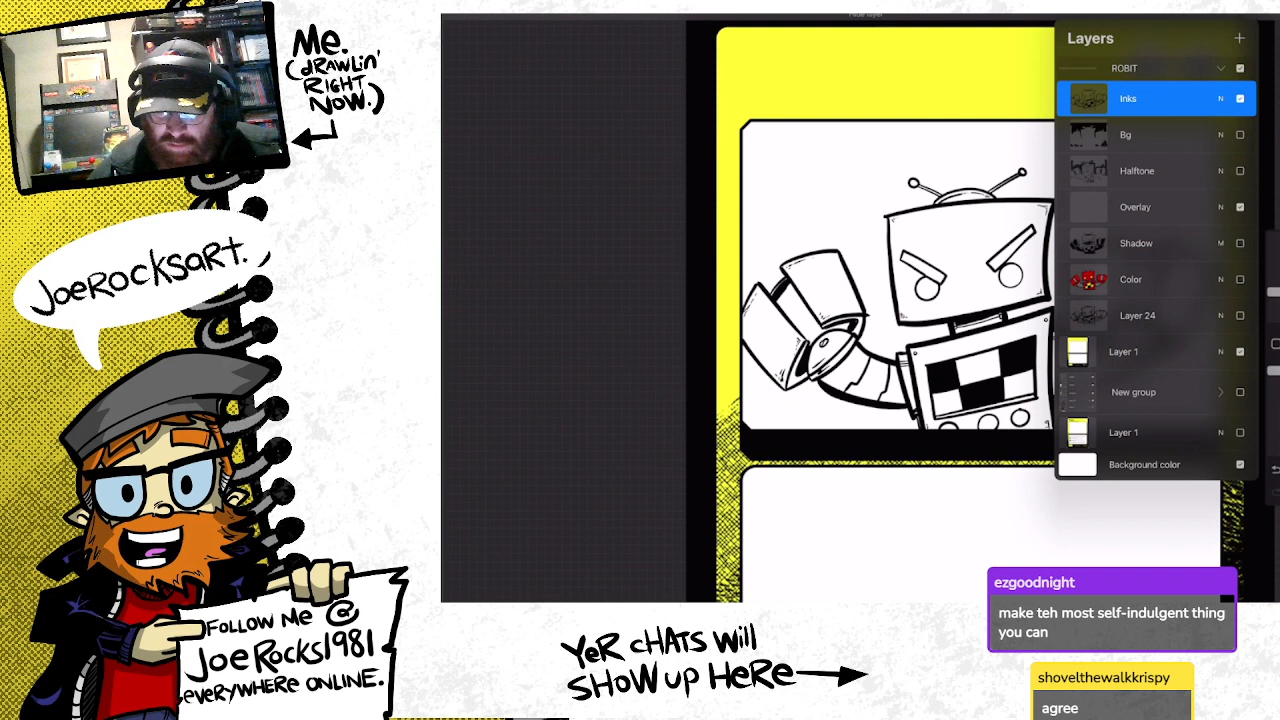 Me.
(drawlin'
right
now.)
JoeRocksart.
Follow Me @
JoeRocks1981
everywhere online.
Layers
ROBIT
Inks N
Bg N
Halftone N
Overlay N
Shadow M
Color N
Layer 24 N
Layer 1 N
New group
Layer 1 N
Background color
Yer chats will
show up here
ezgoodnight
make teh most self-indulgent thing
you can
shovelthewalkkrispy
agree